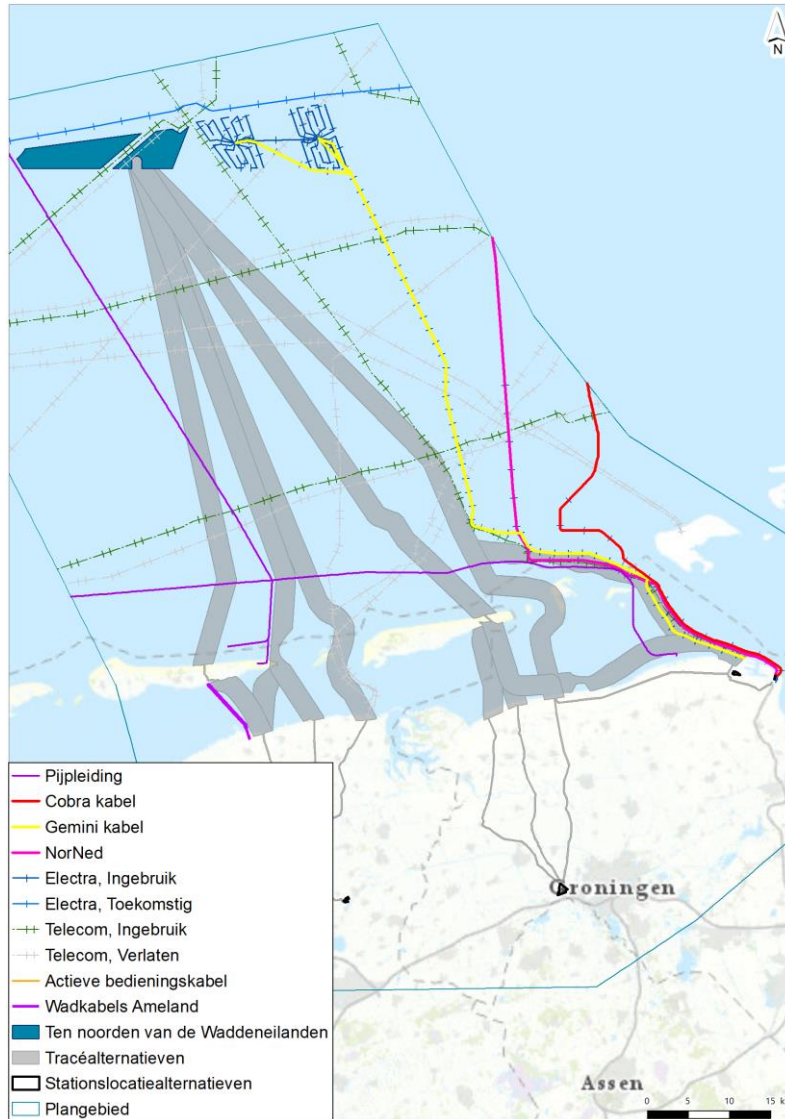 N
Groningen
Assen
Pijpleiding
Cobra kabel
Gemini kabel
NorNed
Electra, Ingebruik
Electra, Toekomstig
Telecom, Ingebruik
Telecom, Verlaten
Actieve bedieningskabel
Wadkabels Ameland
Ten noorden van de Waddeneilanden
Tracéalternatieven
Stationslocatiealternatieven
Plangebied
0 5 10 15